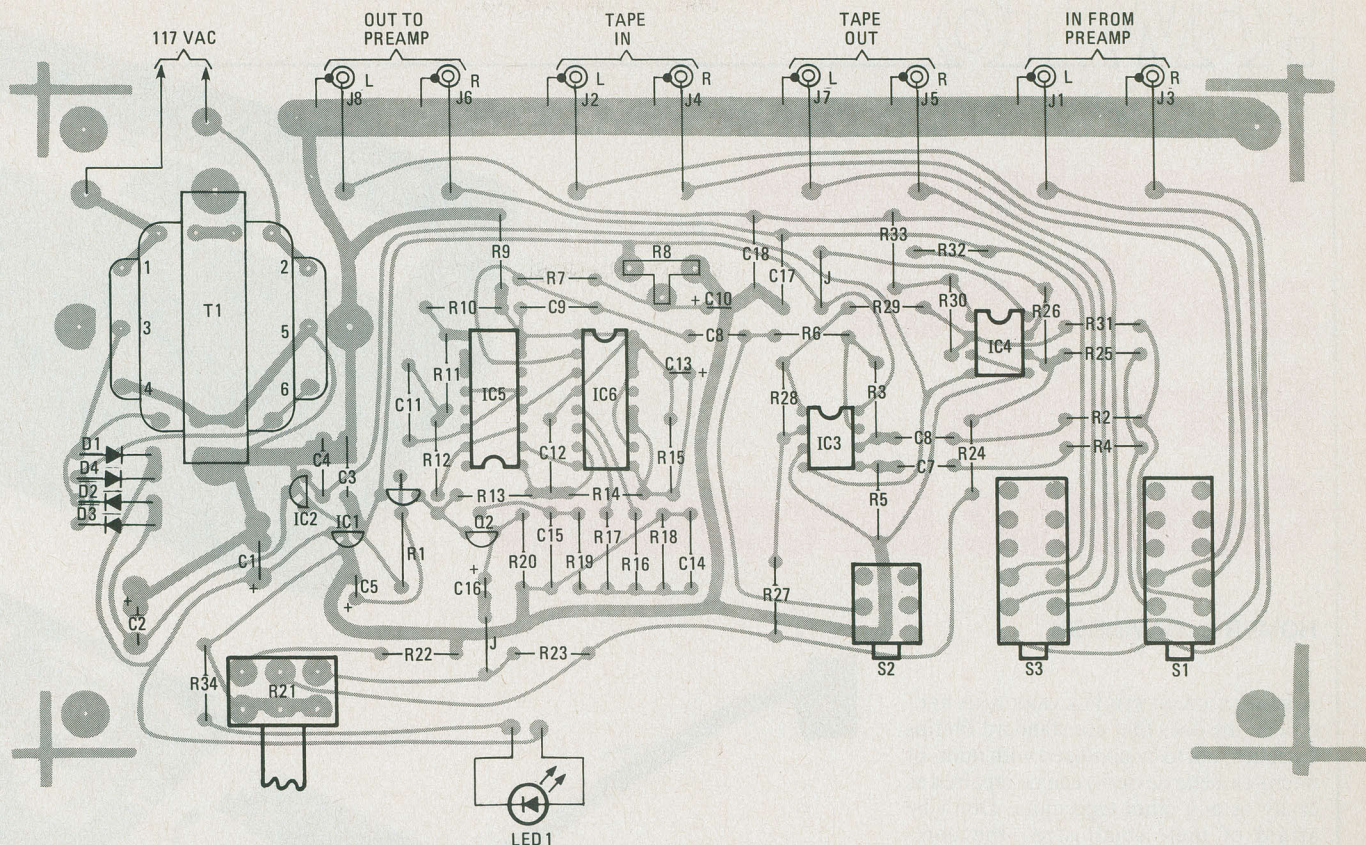 117 VAC
OUT TO
PREAMP
TAPE
IN
TAPE
OUT
IN FROM
PREAMP
L
R
L
R
L
R
L
R
J8
J6
J2
J4
J7
J5
J1
J3
R9
R8
C18
R33
R32
R7
C17
J
1
2
T1
3
5
4
6
R10
C9
+ C10
R29
R30
R26
C8
R6
R31
IC4
R25
R11
C13 +
C11
IC5
IC6
R28
R3
R2
IC3
C8
R4
D1
C4
C3
R12
C12
R15
C7
R24
D4
D2
D3
IC2
IC1
R13
R14
R5
Q2
C1
+
R1
R20
C15
R19
R17
R16
R18
C14
C5
+
+
C16
R27
+
C2
J
R22
R23
R34
R21
S2
S3
S1
LED1